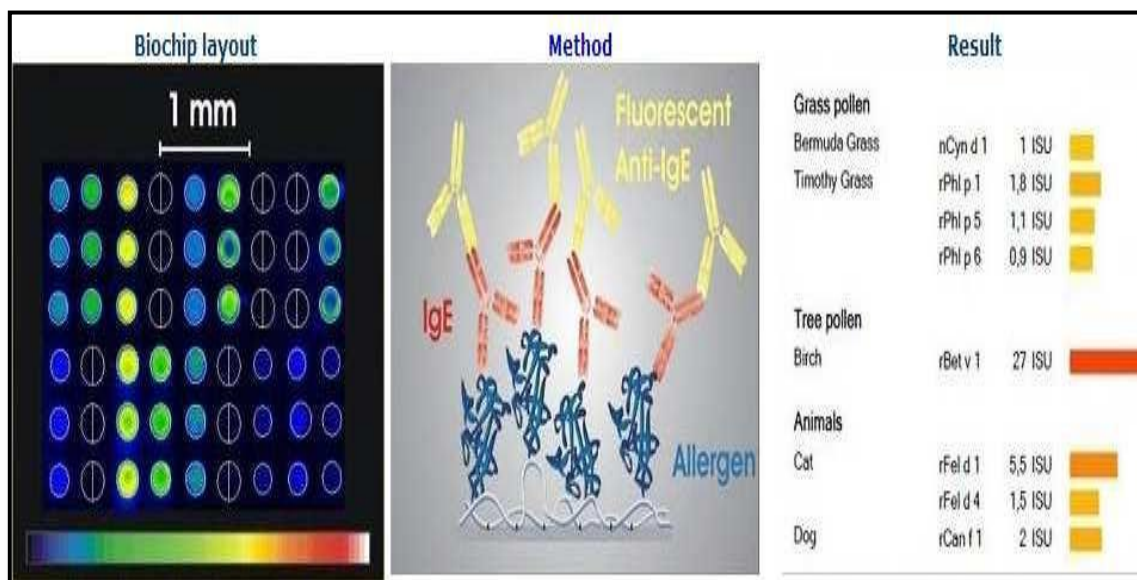 Biochip layout
Method
Result
1 mm
Fluorescent
Anti-IgE
IgE
Allergen
Grass pollen
Bermuda Grass nCyn d 1 1 ISU
Timothy Grass rPhl p 1 1,8 ISU
rPhl p 5 1,1 ISU
rPhl p 6 0,9 ISU
Tree pollen
Birch rBet v 1 27 ISU
Animals
Cat rFel d 1 5,5 ISU
rFel d 4 1,5 ISU
Dog rCan f 1 2 ISU